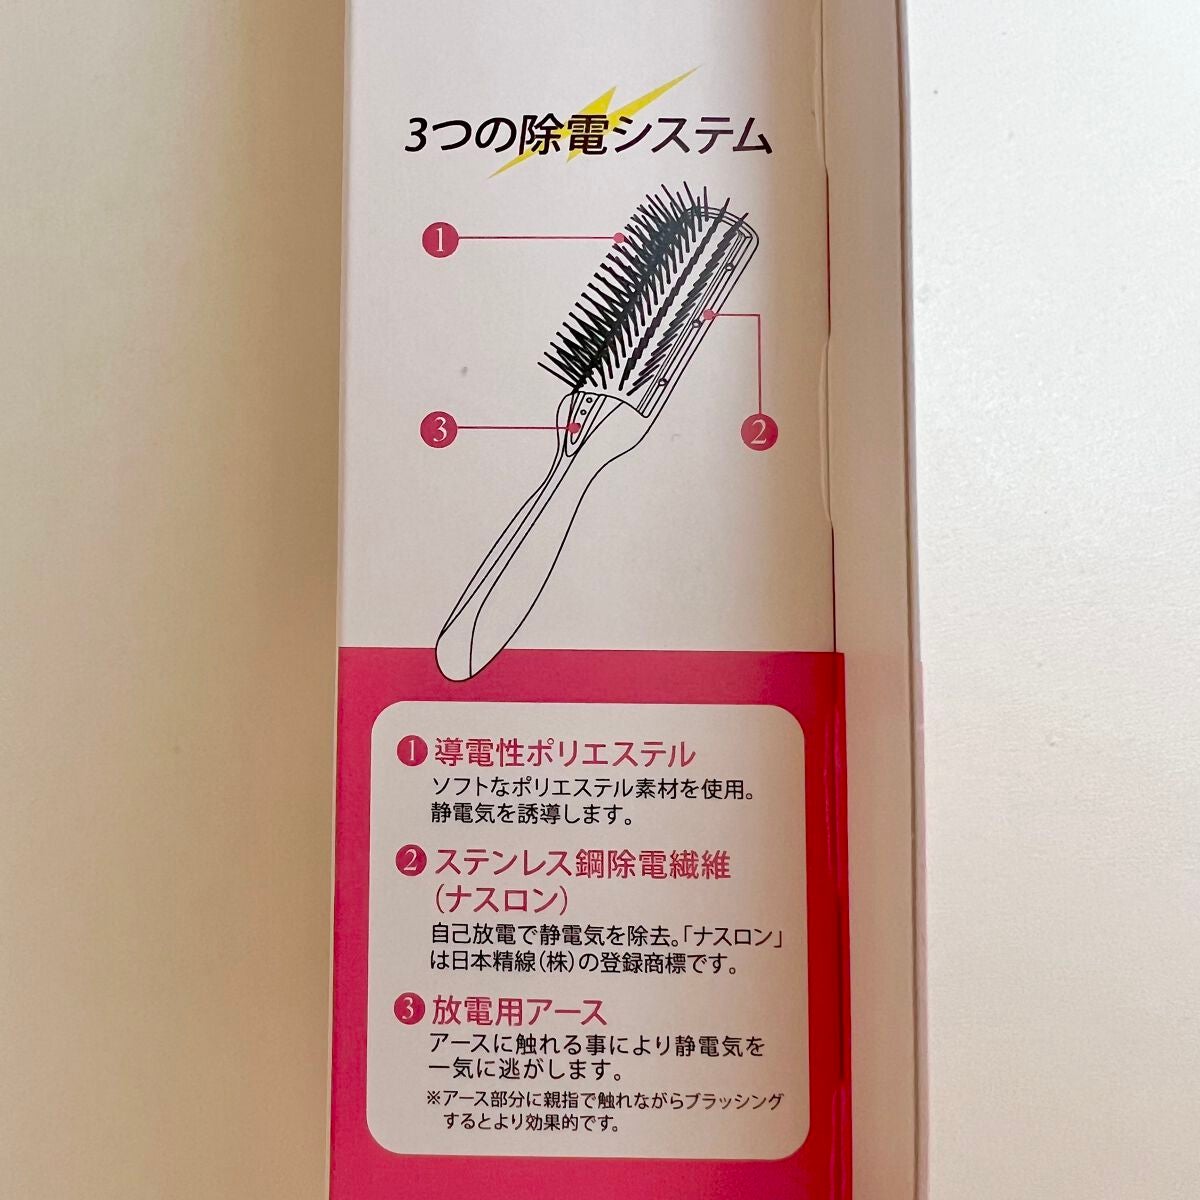 3つの除電システム
1
2
3
1 導電性ポリエステル
ソフトなポリエステル素材を使用。
静電気を誘導します。
2 ステンレス鋼除電繊維
(ナスロン)
自己放電で静電気を除去。「ナスロン」
は日本精線(株)の登録商標です。
3 放電用アース
アースに触れる事により静電気を
一気に逃がします。
※アース部分に親指で触れながらブラッシング
するとより効果的です。